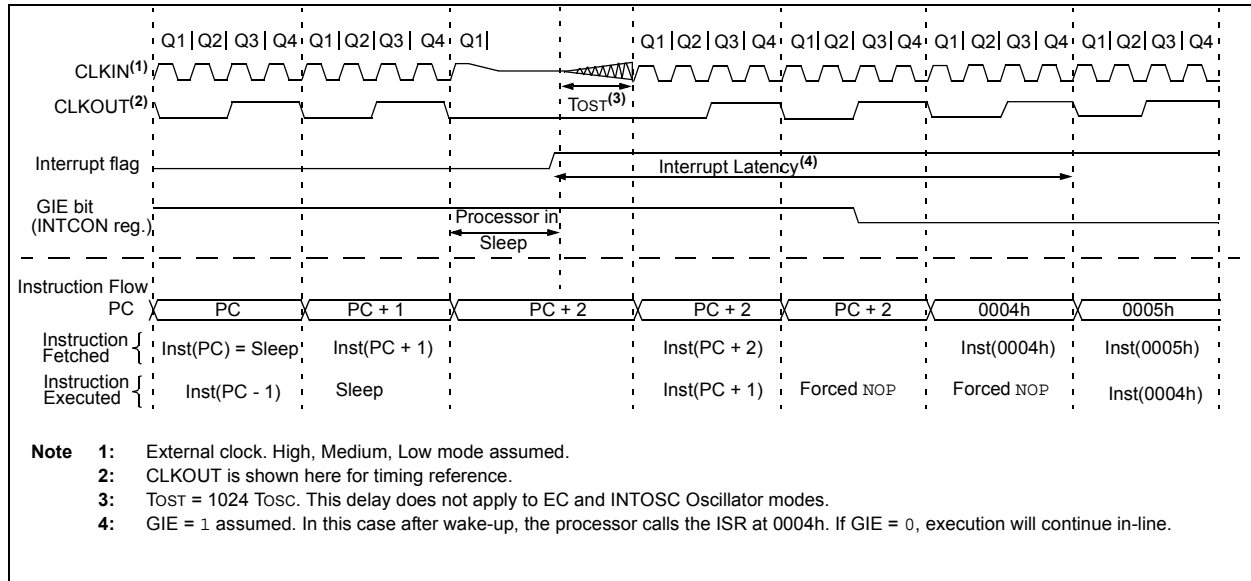 Q1| Q2| Q3| Q4| Q1| Q2| Q3| Q4| Q1| Q1| Q2| Q3| Q4| Q1| Q2| Q3| Q4| Q1| Q2| Q3| Q4| Q1| Q2| Q3| Q4
CLKIN(1)
CLKOUT(2)
TOST(3)
Interrupt flag
Interrupt Latency(4)
GIE bit
(INTCON reg.)
Processor in
Sleep
Instruction Flow
PC PC PC + 1 PC + 2 PC + 2 PC + 2 0004h 0005h
Instruction
Fetched
Inst(PC) = Sleep Inst(PC + 1) Inst(PC + 2) Inst(0004h) Inst(0005h)
Instruction
Executed
Inst(PC - 1) Sleep Inst(PC + 1) Forced NOP Forced NOP Inst(0004h)
Note 1: External clock. High, Medium, Low mode assumed.
2: CLKOUT is shown here for timing reference.
3: TOST = 1024 TOSC. This delay does not apply to EC and INTOSC Oscillator modes.
4: GIE = 1 assumed. In this case after wake-up, the processor calls the ISR at 0004h. If GIE = 0, execution will continue in-line.